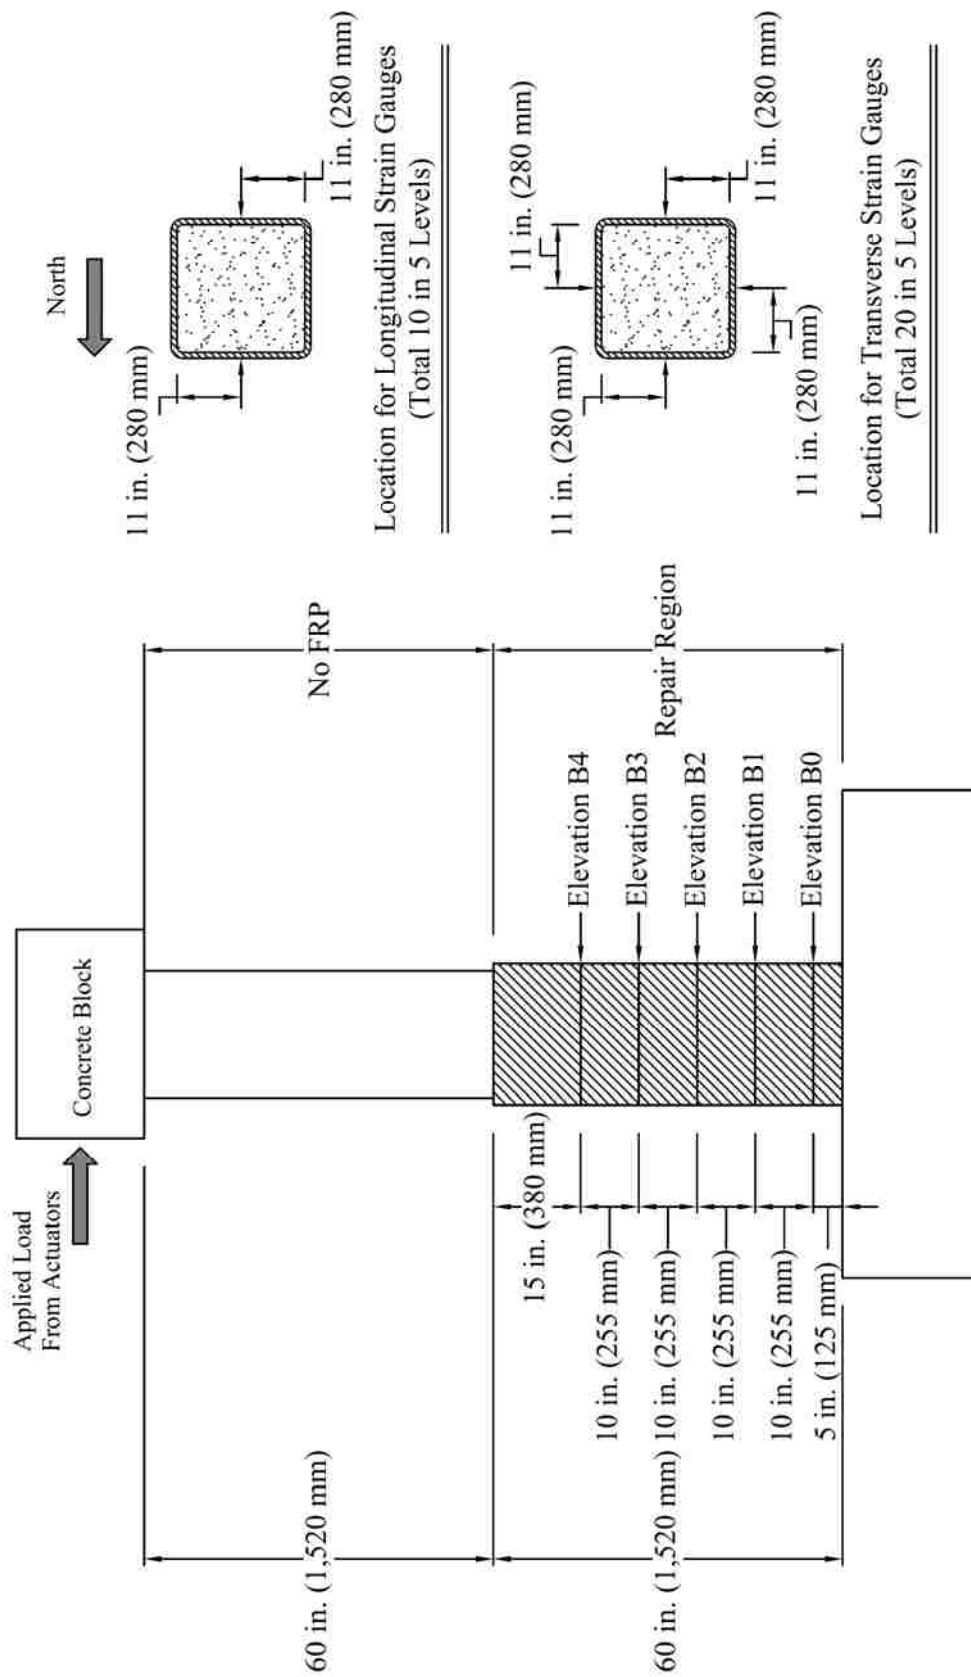 Applied Load
From Actuators
Concrete Block
60 in. (1,520 mm)
No FRP
15 in. (380 mm)
10 in. (255 mm)
10 in. (255 mm)
10 in. (255 mm)
10 in. (255 mm)
5 in. (125 mm)
60 in. (1,520 mm)
Elevation B4
Elevation B3
Elevation B2
Elevation B1
Elevation B0
Repair Region
North
11 in. (280 mm)
11 in. (280 mm)
Location for Longitudinal Strain Gauges
(Total 10 in 5 Levels)
11 in. (280 mm)
11 in. (280 mm)
11 in. (280 mm)
11 in. (280 mm)
Location for Transverse Strain Gauges
(Total 20 in 5 Levels)